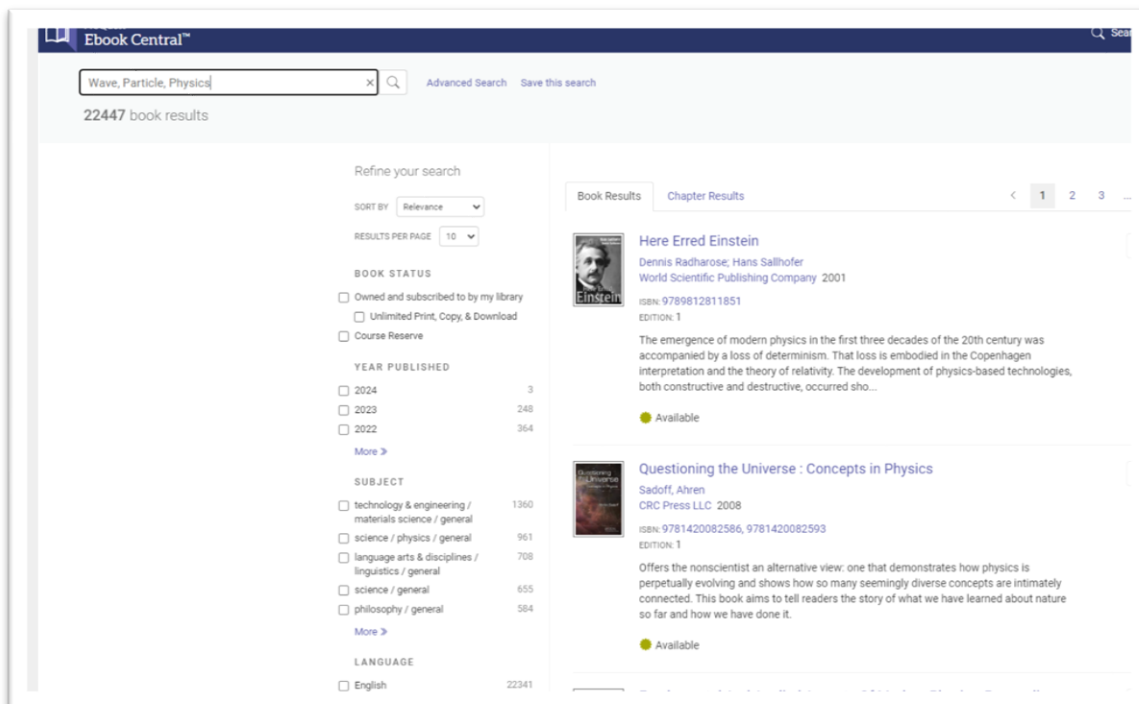 Ebook Central™
Sear
Wave, Particle, Physics
Advanced Search Save this search
22447 book results
Refine your search
SORT BY Relevance
RESULTS PER PAGE 10
BOOK STATUS
Owned and subscribed to by my library
Unlimited Print, Copy, & Download
Course Reserve
YEAR PUBLISHED
2024 3
2023 248
2022 364
More »
SUBJECT
technology & engineering / 1360
materials science / general
science / physics / general 961
language arts & disciplines / 708
linguistics / general
science / general 655
philosophy / general 584
More »
LANGUAGE
English 22341
Book Results Chapter Results
< 1 2 3 ...
Einstein
Here Erred Einstein
Dennis Radharose; Hans Sallhofer
World Scientific Publishing Company 2001
ISBN: 9789812811851
EDITION: 1
The emergence of modern physics in the first three decades of the 20th century was
accompanied by a loss of determinism. That loss is embodied in the Copenhagen
interpretation and the theory of relativity. The development of physics-based technologies,
both constructive and destructive, occurred sho...
Available
Questioning
the Universe
Questioning the Universe : Concepts in Physics
Sadoff, Ahren
CRC Press LLC 2008
ISBN: 9781420082586, 9781420082593
EDITION: 1
Offers the nonscientist an alternative view: one that demonstrates how physics is
perpetually evolving and shows how so many seemingly diverse concepts are intimately
connected. This book aims to tell readers the story of what we have learned about nature
so far and how we have done it.
Available